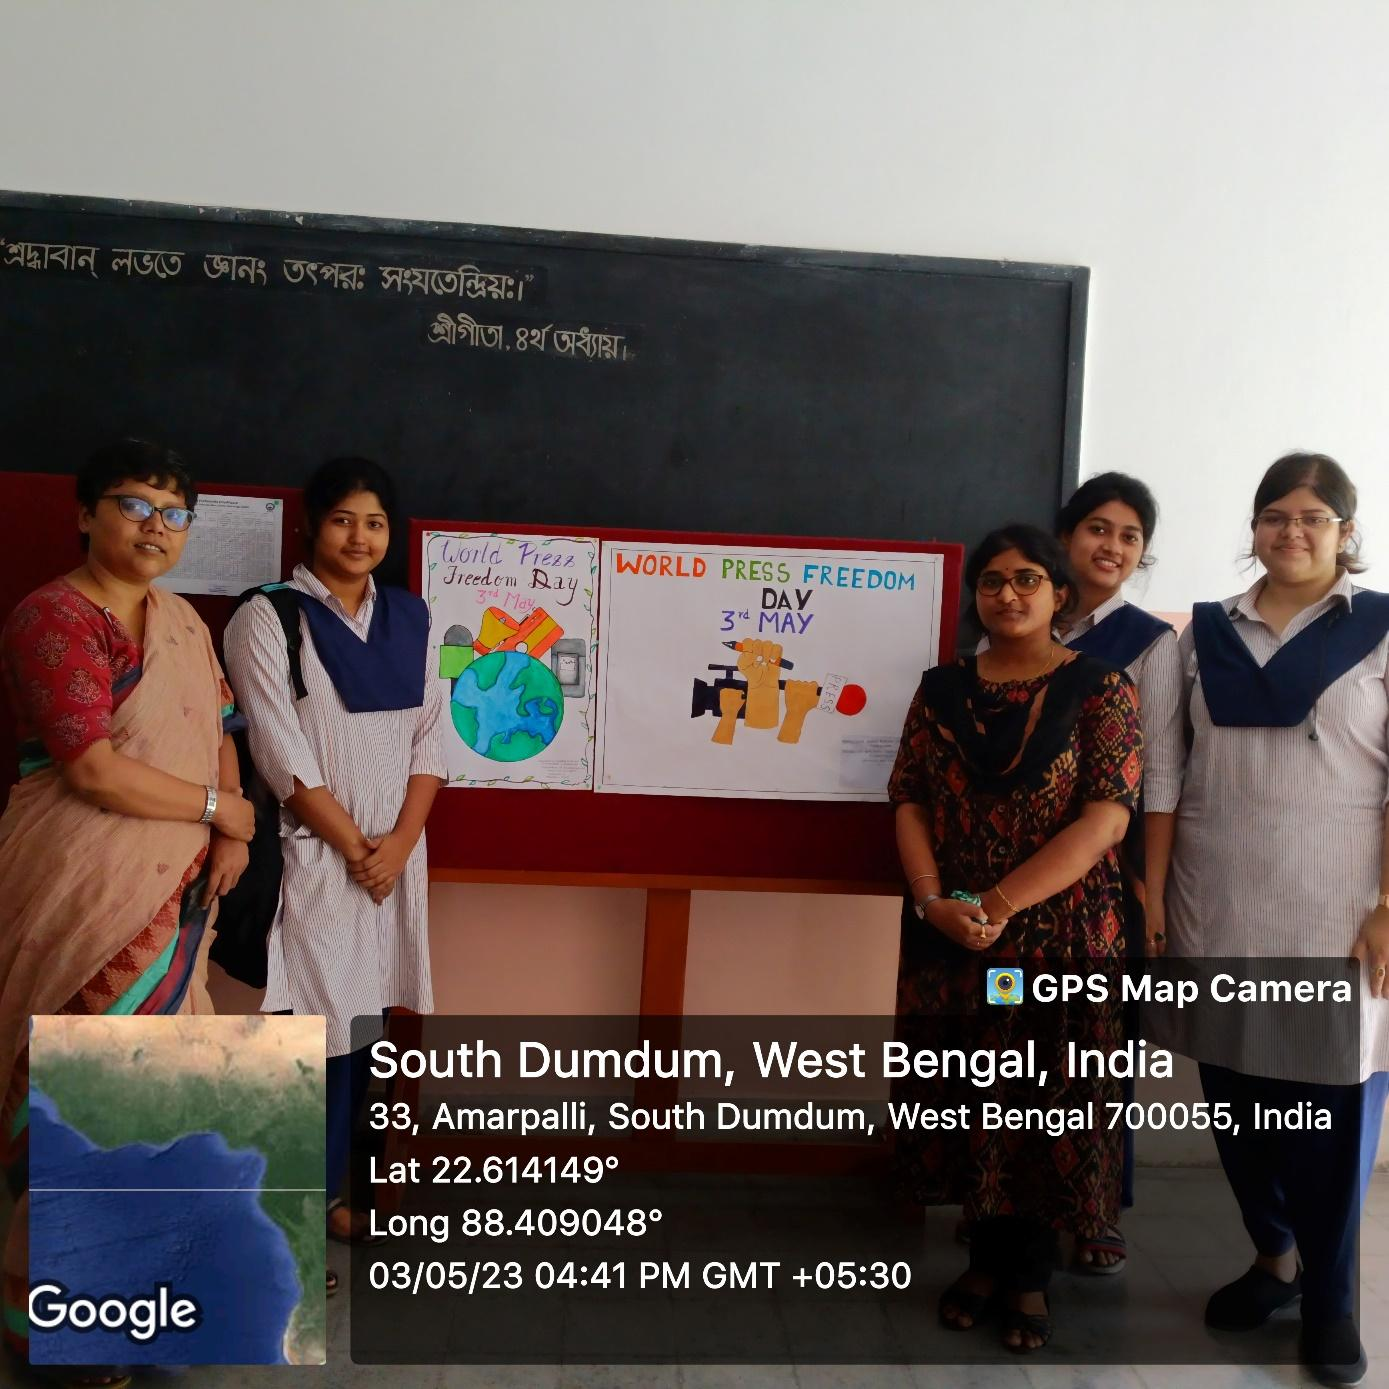 “শ্রদ্ধাবান্ লভতে জ্ঞানং তৎপরঃ সংযতেন্দ্রিয়ঃ।”
শ্রীগীতা, ৪র্থ অধ্যায়।
World Press
Freedom Day
3rd May
WORLD PRESS FREEDOM
DAY
3rd MAY
PRESS
GPS Map Camera
South Dumdum, West Bengal, India
33, Amarpalli, South Dumdum, West Bengal 700055, India
Lat 22.614149°
Long 88.409048°
03/05/23 04:41 PM GMT +05:30
Google